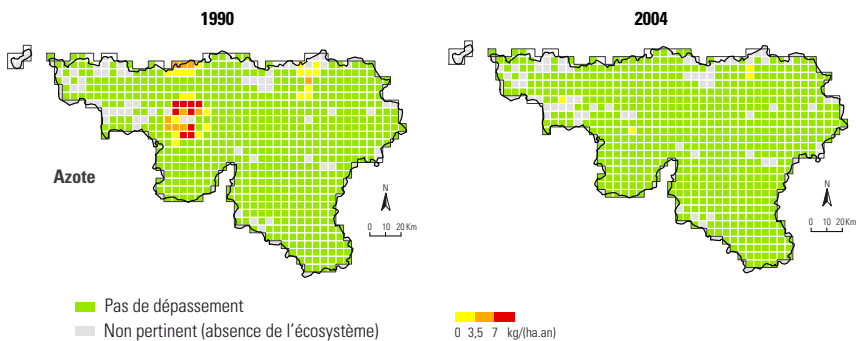 1990
2004
Azote
N
0 10 20 Km
N
0 10 20 Km
Pas de dépassement
Non pertinent (absence de l'écosystème)
0 3,5 7 kg/(ha.an)